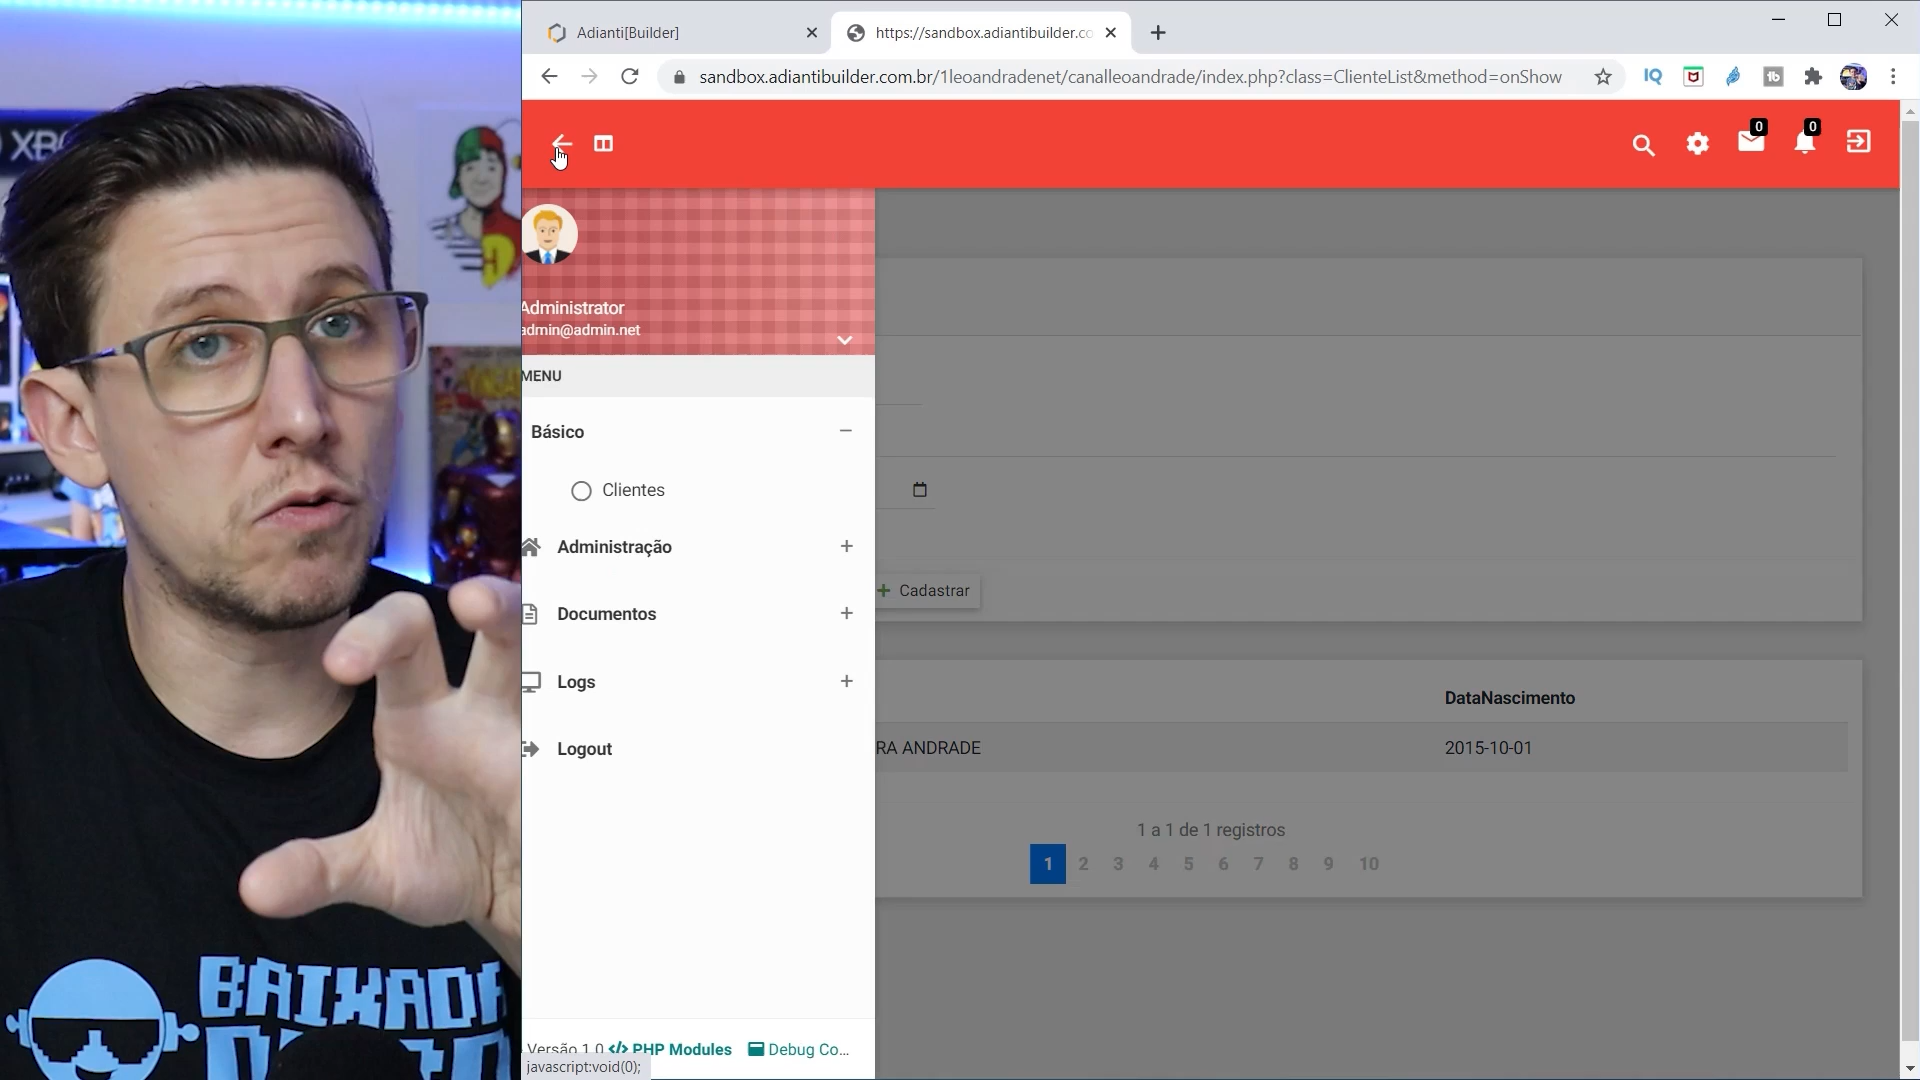 Adianti[Builder]
https://sandbox.adiantibuilder.co
sandbox.adiantibuilder.com.br/1leoandradenet/canalleoandrade/index.php?class=ClienteList&method=onShow
IQ
0
0
Administrator
admin@admin.net
MENU
Básico
Clientes
Administração
Documentos
Logs
Logout
+ Cadastrar
DataNascimento
RA ANDRADE
2015-10-01
1 a 1 de 1 registros
1 2 3 4 5 6 7 8 9 10
Versão 1.0 </> PHP Modules Debug Co...
javascript:void(0);
XB
BAIXADA